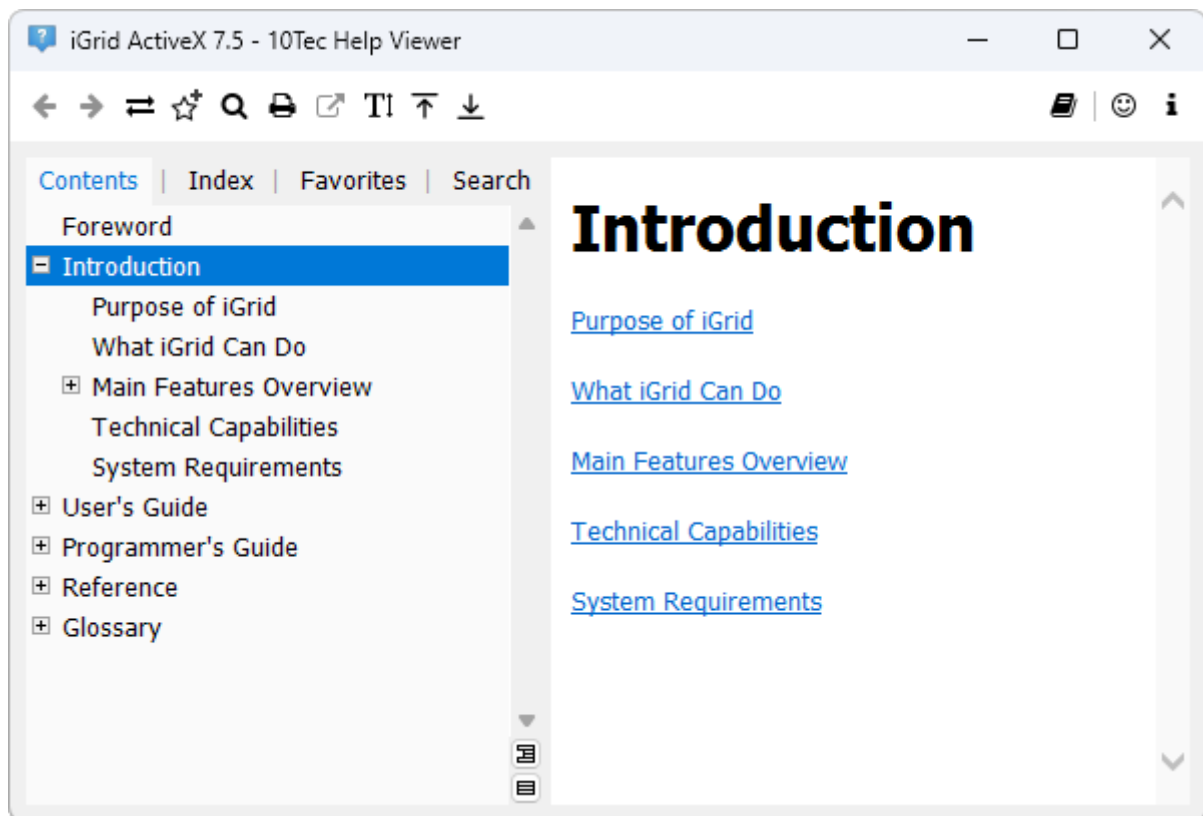 iGrid ActiveX 7.5 - 10Tec Help Viewer
Contents | Index | Favorites | Search
Foreword
Introduction
Purpose of iGrid
What iGrid Can Do
Main Features Overview
Technical Capabilities
System Requirements
User's Guide
Programmer's Guide
Reference
Glossary
Introduction
Purpose of iGrid
What iGrid Can Do
Main Features Overview
Technical Capabilities
System Requirements